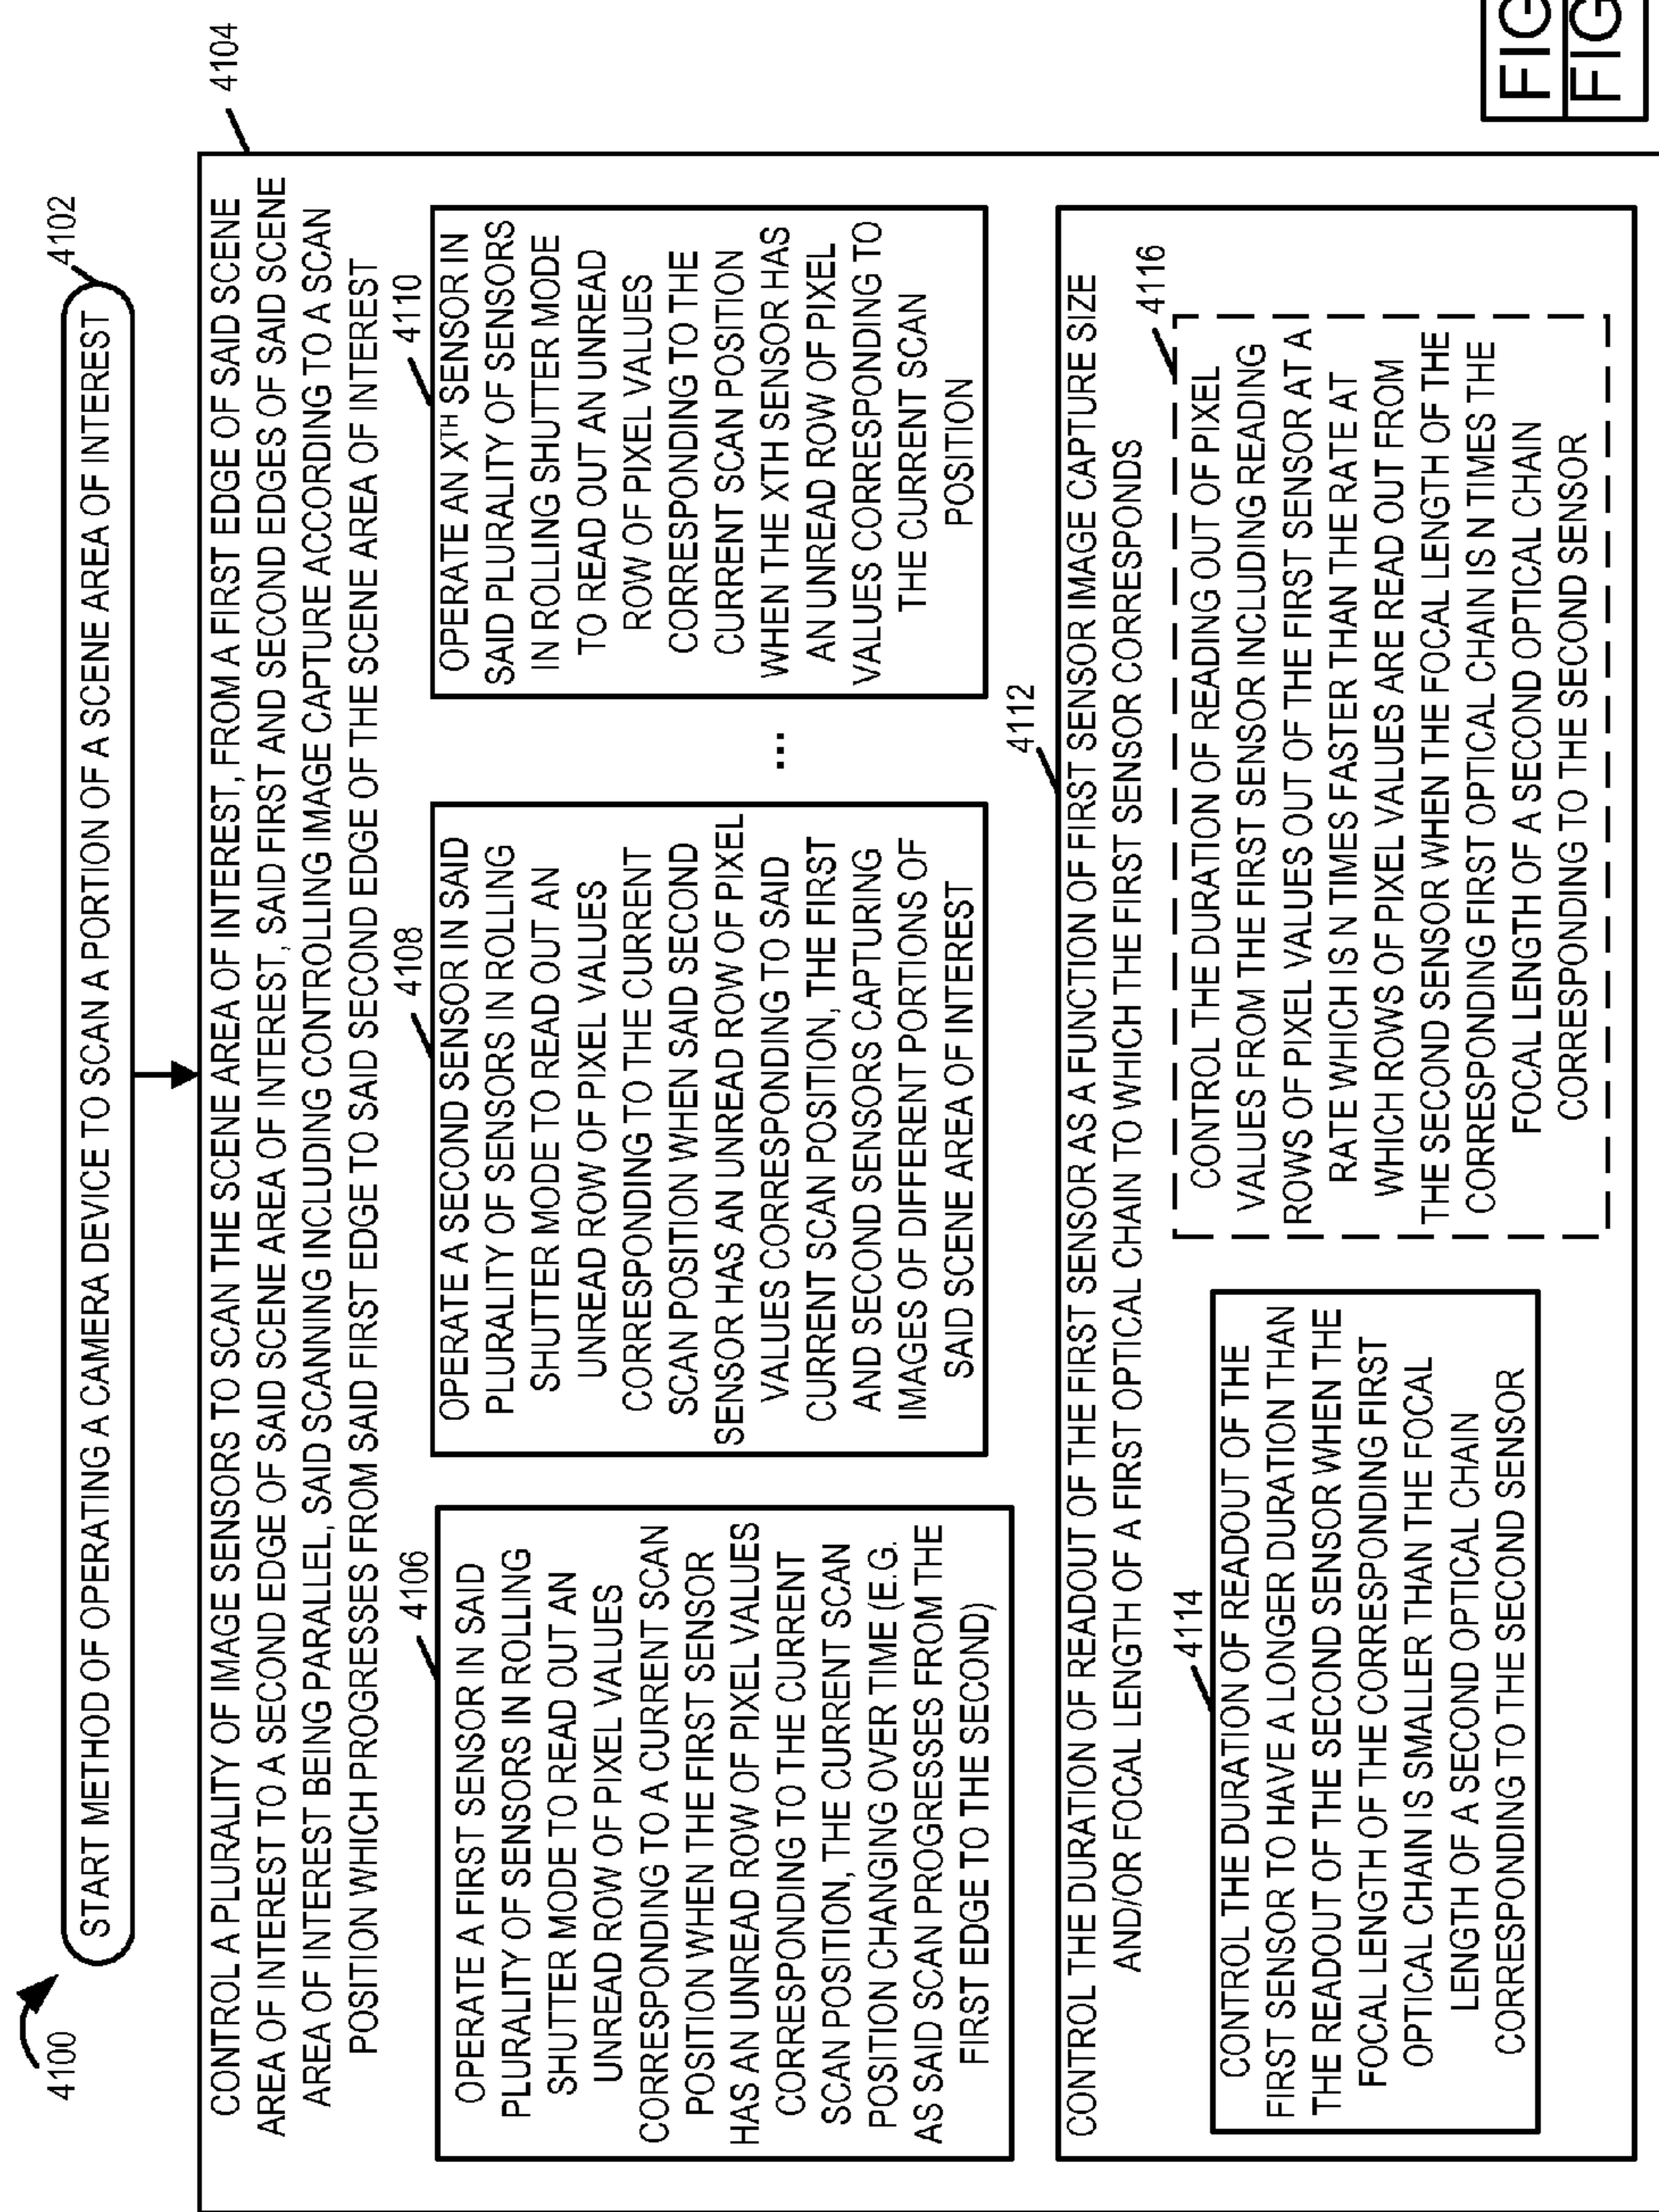 4100
START METHOD OF OPERATING A CAMERA DEVICE TO SCAN A PORTION OF A SCENE AREA OF INTEREST
4102
4104
CONTROL A PLURALITY OF IMAGE SENSORS TO SCAN THE SCENE AREA OF INTEREST, FROM A FIRST EDGE OF SAID SCENE
AREA OF INTEREST TO A SECOND EDGE OF SAID SCENE AREA OF INTEREST, SAID FIRST AND SECOND EDGES OF SAID SCENE
AREA OF INTEREST BEING PARALLEL, SAID SCANNING INCLUDING CONTROLLING IMAGE CAPTURE ACCORDING TO A SCAN
POSITION WHICH PROGRESSES FROM SAID FIRST EDGE TO SAID SECOND EDGE OF THE SCENE AREA OF INTEREST
4106
OPERATE A FIRST SENSOR IN SAID
PLURALITY OF SENSORS IN ROLLING
SHUTTER MODE TO READ OUT AN
UNREAD ROW OF PIXEL VALUES
CORRESPONDING TO A CURRENT SCAN
POSITION WHEN THE FIRST SENSOR
HAS AN UNREAD ROW OF PIXEL VALUES
CORRESPONDING TO THE CURRENT
SCAN POSITION, THE CURRENT SCAN
POSITION CHANGING OVER TIME (E.G.
AS SAID SCAN PROGRESSES FROM THE
FIRST EDGE TO THE SECOND)
4108
OPERATE A SECOND SENSOR IN SAID
PLURALITY OF SENSORS IN ROLLING
SHUTTER MODE TO READ OUT AN
UNREAD ROW OF PIXEL VALUES
CORRESPONDING TO THE CURRENT
SCAN POSITION WHEN SAID SECOND
SENSOR HAS AN UNREAD ROW OF PIXEL
VALUES CORRESPONDING TO SAID
CURRENT SCAN POSITION, THE FIRST
AND SECOND SENSORS CAPTURING
IMAGES OF DIFFERENT PORTIONS OF
SAID SCENE AREA OF INTEREST
...
4110
OPERATE AN XTH SENSOR IN
SAID PLURALITY OF SENSORS
IN ROLLING SHUTTER MODE
TO READ OUT AN UNREAD
ROW OF PIXEL VALUES
CORRESPONDING TO THE
CURRENT SCAN POSITION
WHEN THE XTH SENSOR HAS
AN UNREAD ROW OF PIXEL
VALUES CORRESPONDING TO
THE CURRENT SCAN
POSITION
4112
CONTROL THE DURATION OF READOUT OF THE FIRST SENSOR AS A FUNCTION OF FIRST SENSOR IMAGE CAPTURE SIZE
AND/OR FOCAL LENGTH OF A FIRST OPTICAL CHAIN TO WHICH THE FIRST SENSOR CORRESPONDS
4114
CONTROL THE DURATION OF READOUT OF THE
FIRST SENSOR TO HAVE A LONGER DURATION THAN
THE READOUT OF THE SECOND SENSOR WHEN THE
FOCAL LENGTH OF THE CORRESPONDING FIRST
OPTICAL CHAIN IS SMALLER THAN THE FOCAL
LENGTH OF A SECOND OPTICAL CHAIN
CORRESPONDING TO THE SECOND SENSOR
4116
CONTROL THE DURATION OF READING OUT OF PIXEL
VALUES FROM THE FIRST SENSOR INCLUDING READING
ROWS OF PIXEL VALUES OUT OF THE FIRST SENSOR AT A
RATE WHICH IS N TIMES FASTER THAN THE RATE AT
WHICH ROWS OF PIXEL VALUES ARE READ OUT FROM
THE SECOND SENSOR WHEN THE FOCAL LENGTH OF THE
CORRESPONDING FIRST OPTICAL CHAIN IS N TIMES THE
FOCAL LENGTH OF A SECOND OPTICAL CHAIN
CORRESPONDING TO THE SECOND SENSOR
FIG
FIG